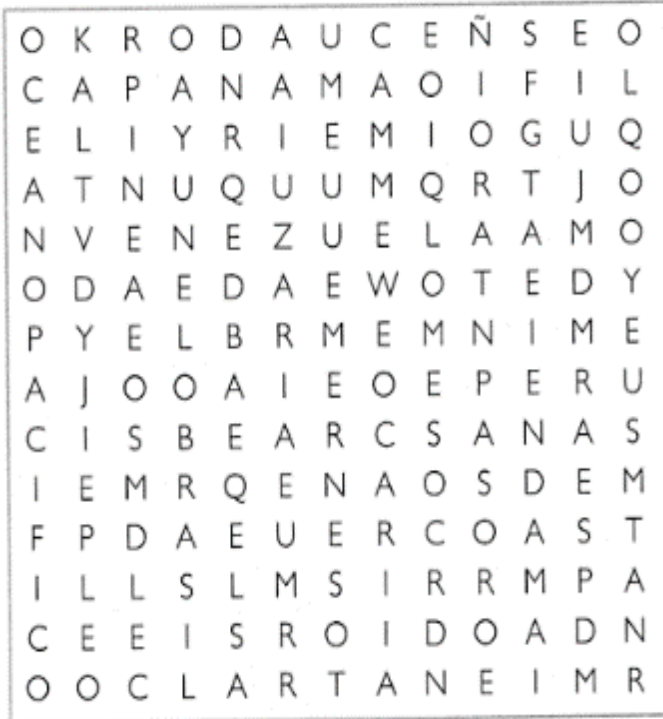 O K R O D A U C E Ñ S E O
C A P A N A M A O I F I L
E L I Y R I E M I O G U Q
A T N U Q U U M Q R T J O
N V E N E Z U E L A A M O
O D A E D A E W O T E D Y
P Y E L B R M E M N I M E
A J O O A I E O E P E R U
C I S B E A R C S A N A S
I E M R Q E N A O S D E M
F P D A E U E R C O A S T
I L L S L M S I R R M P A
C E E I S R O I D O A D N
O O C L A R T A N E I M R